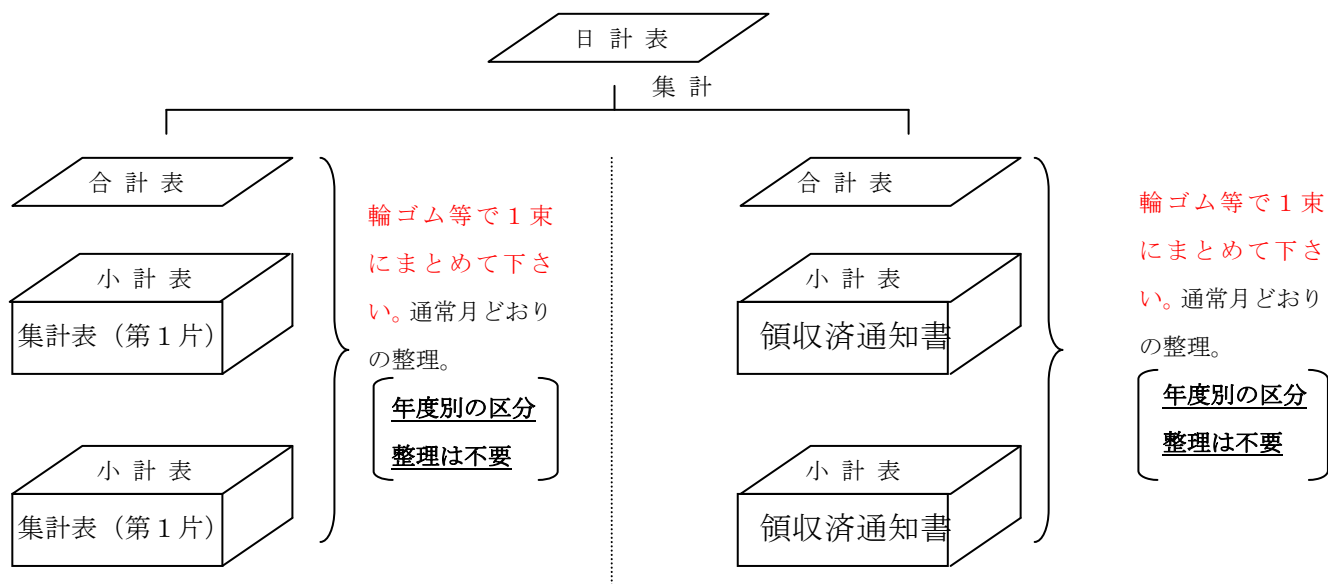 日 計 表
集 計
合 計 表
小 計 表
集計表（第１片）
小 計 表
集計表（第１片）
輪ゴム等で１束
にまとめて下さ
い。通常月どおり
の整理。
年度別の区分
整理は不要
合 計 表
小 計 表
領収済通知書
小 計 表
領収済通知書
輪ゴム等で１束
にまとめて下さ
い。通常月どおり
の整理。
年度別の区分
整理は不要